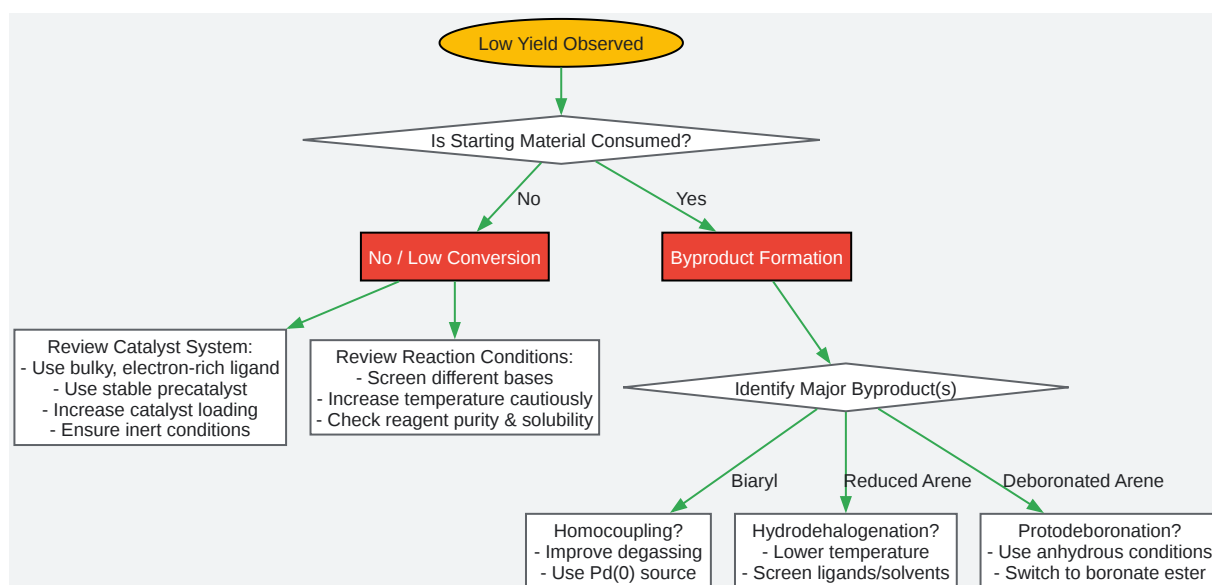 Low Yield Observed
Is Starting Material Consumed?
No
Yes
No / Low Conversion
Byproduct Formation
Review Catalyst System:
- Use bulky, electron-rich ligand
- Use stable precatalyst
- Increase catalyst loading
- Ensure inert conditions
Review Reaction Conditions:
- Screen different bases
- Increase temperature cautiously
- Check reagent purity & solubility
Identify Major Byproduct(s)
Biaryl
Reduced Arene
Deboronated Arene
Homocoupling?
- Improve degassing
- Use Pd(0) source
Hydrodehalogenation?
- Lower temperature
- Screen ligands/solvents
Protodeboronation?
- Use anhydrous conditions
- Switch to boronate ester